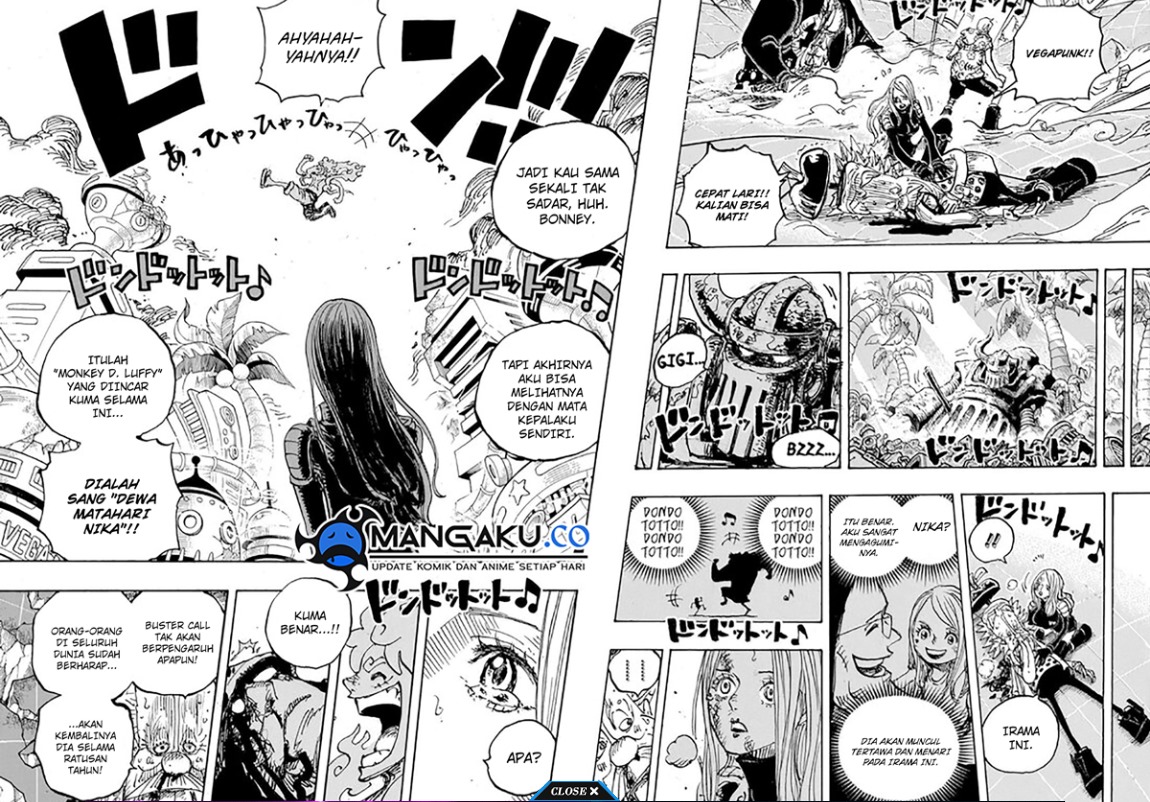 ドンドットット♪
VEGAPUNK!!
CEPAT LARI!!
KALIAN BISA
MATI!
ドンドットット♪
GIGI...
ドンドットット♪
BZZZ...
ドンドットット♪
ドンドットット♪
!!
IRAMA
INI.
NIKA?
ITU BENAR.
AKU SANGAT
MENGAGUMI-
NYA.
DIA AKAN MUNCUL
TERTAWA DAN MENARI
PADA IRAMA INI.
DONDO
TOTTO!!
DONDO
TOTTO!!
DONDO
TOTTO!!
DONDO
TOTTO!!
ドンドットット♪
!!
ドン!!!
AHYAHAH-
YAHNYA!!
あっひゃっひゃっひゃっ
ひゃっひゃっ
JADI KAU SAMA
SEKALI TAK
SADAR, HUH.
BONNEY.
ドンドットット♪
ドンドットット♪
TAPI AKHIRNYA
AKU BISA
MELIHATNYA
DENGAN MATA
KEPALAKU
SENDIRI.
ITULAH
"MONKEY D. LUFFY"
YANG DIINCAR
KUMA SELAMA
INI...
DIALAH
SANG "DEWA
MATAHARI
NIKA"!!
VEGA
MANGAKU.CO
UPDATE KOMIK DAN ANIME SETIAP HARI
ドンドットット♪
APA?
KUMA
BENAR...!!
BUSTER CALL
TAK AKAN
BERPENGARUH
APAPUN!
ORANG-ORANG
DI SELURUH
DUNIA SUDAH
BERHARAP...
...AKAN
KEMBALINYA
DIA SELAMA
RATUSAN
TAHUN!
CLOSE X